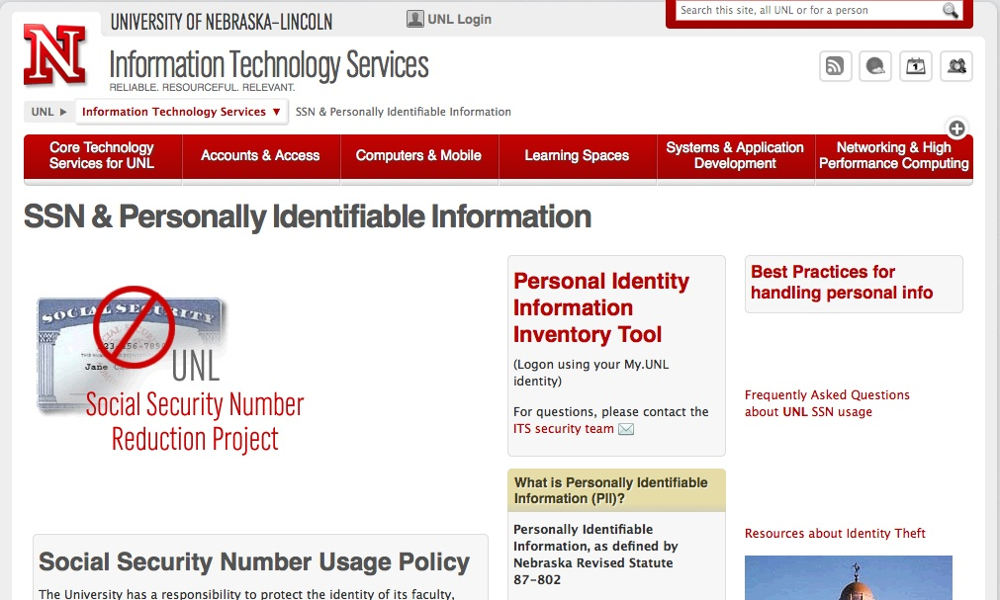 N
UNIVERSITY OF NEBRASKA–LINCOLN
UNL Login
Search this site, all UNL or for a person
Information Technology Services
RELIABLE. RESOURCEFUL. RELEVANT.
UNL ▶ Information Technology Services ▼ SSN & Personally Identifiable Information
Core Technology
Services for UNL
Accounts & Access
Computers & Mobile
Learning Spaces
Systems & Application
Development
Networking & High
Performance Computing
SSN & Personally Identifiable Information
SOCIAL SECURITY
Jane
UNL
Social Security Number
Reduction Project
Social Security Number Usage Policy
The University has a responsibility to protect the identity of its faculty,
Personal Identity
Information
Inventory Tool
(Logon using your My.UNL
identity)
For questions, please contact the
ITS security team
What is Personally Identifiable
Information (PII)?
Personally Identifiable
Information, as defined by
Nebraska Revised Statute
87-802
Best Practices for
handling personal info
Frequently Asked Questions
about UNL SSN usage
Resources about Identity Theft